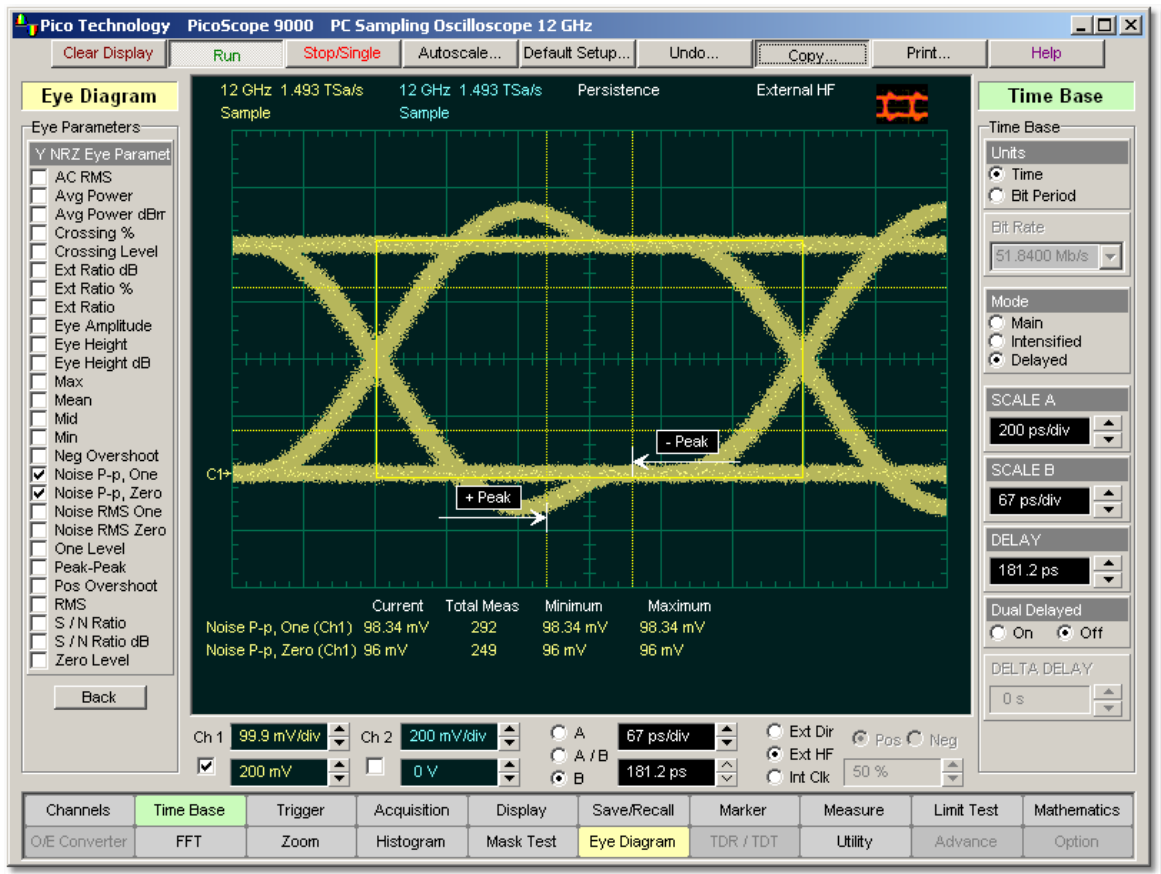 Pico Technology PicoScope 9000 PC Sampling Oscilloscope 12 GHz
Clear Display Run Stop/Single Autoscale... Default Setup... Undo... Copy... Print... Help
Eye Diagram
Eye Parameters
Y NRZ Eye Paramet
AC RMS
Avg Power
Avg Power dBm
Crossing %
Crossing Level
Ext Ratio dB
Ext Ratio %
Ext Ratio
Eye Amplitude
Eye Height
Eye Height dB
Max
Mean
Mid
Min
Neg Overshoot
Noise P-p, One
Noise P-p, Zero
Noise RMS One
Noise RMS Zero
One Level
Peak-Peak
Pos Overshoot
RMS
S / N Ratio
S / N Ratio dB
Zero Level
Back
12 GHz 1.493 TSa/s 12 GHz 1.493 TSa/s Persistence External HF
Sample Sample
- Peak
C1
+ Peak
Current Total Meas Minimum Maximum
Noise P-p, One (Ch1) 98.34 mV 292 98.34 mV 98.34 mV
Noise P-p, Zero (Ch1) 96 mV 249 96 mV 96 mV
Time Base
Time Base
Units
Time
Bit Period
Bit Rate
51.8400 Mb/s
Mode
Main
Intensified
Delayed
SCALE A
200 ps/div
SCALE B
67 ps/div
DELAY
181.2 ps
Dual Delayed
On Off
DELTA DELAY
0 s
Ch 1 99.9 mV/div Ch 2 200 mV/div A 67 ps/div Ext Dir Pos Neg
A / B Ext HF
200 mV 0 V B 181.2 ps Int Clk 50 %
Channels Time Base Trigger Acquisition Display Save/Recall Marker Measure Limit Test Mathematics
O/E Converter FFT Zoom Histogram Mask Test Eye Diagram TDR / TDT Utility Advance Option